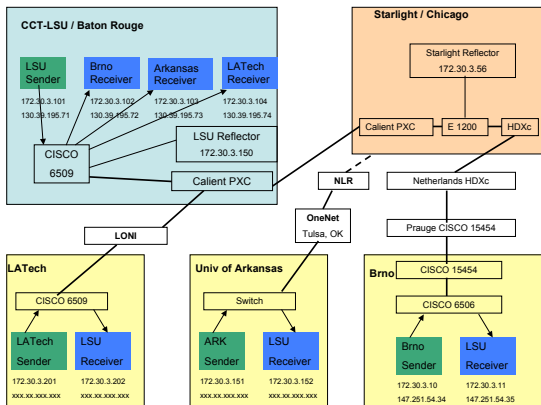 CCT-LSU / Baton Rouge
LSU
Sender
Brno
Receiver
Arkansas
Receiver
LATech
Receiver
172.30.3.101
130.39.195.71
172.30.3.102
130.39.195.72
172.30.3.103
130.39.195.73
172.30.3.104
130.39.195.74
LSU Reflector
172.30.3.150
CISCO
6509
Calient PXC
Starlight / Chicago
Starlight Reflector
172.30.3.56
Calient PXC
E 1200
HDXc
NLR
Netherlands HDXc
OneNet
Tulsa, OK
Prauge CISCO 15454
LONI
LATech
CISCO 6509
LATech
Sender
LSU
Receiver
172.30.3.201
xxx.xx.xxx.xxx
172.30.3.202
xxx.xx.xxx.xxx
Univ of Arkansas
Switch
ARK
Sender
LSU
Receiver
172.30.3.151
xxx.xx.xxx.xxx
172.30.3.152
xxx.xx.xxx.xxx
Brno
CISCO 15454
CISCO 6506
Brno
Sender
LSU
Receiver
172.30.3.10
147.251.54.34
172.30.3.11
147.251.54.35